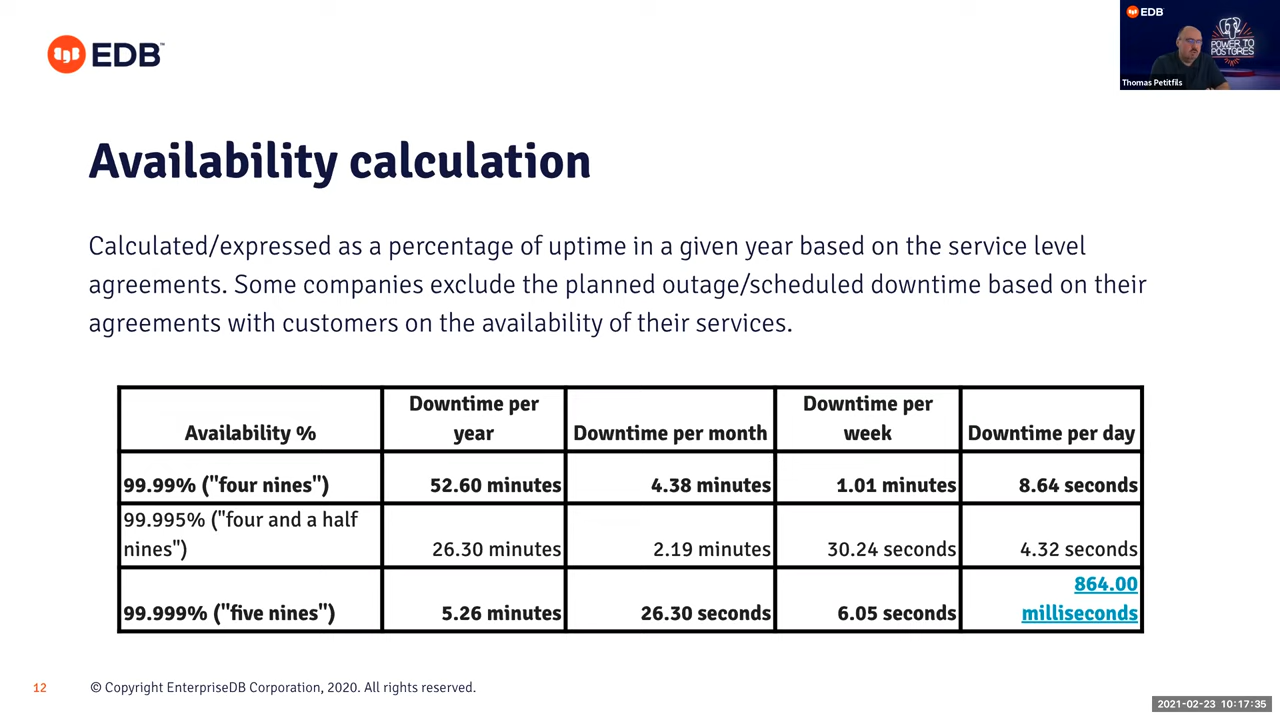 EDB™
EDB
POWER TO
POSTGRES
Thomas Petitfils
Availability calculation
Calculated/expressed as a percentage of uptime in a given year based on the service level
agreements. Some companies exclude the planned outage/scheduled downtime based on their
agreements with customers on the availability of their services.
Availability %
Downtime per
year
Downtime per month
Downtime per
week
Downtime per day
99.99% ("four nines")
52.60 minutes
4.38 minutes
1.01 minutes
8.64 seconds
99.995% ("four and a half
nines")
26.30 minutes
2.19 minutes
30.24 seconds
4.32 seconds
99.999% ("five nines")
5.26 minutes
26.30 seconds
6.05 seconds
864.00
milliseconds
12
© Copyright EnterpriseDB Corporation, 2020. All rights reserved.
2021-02-23 10:17:35